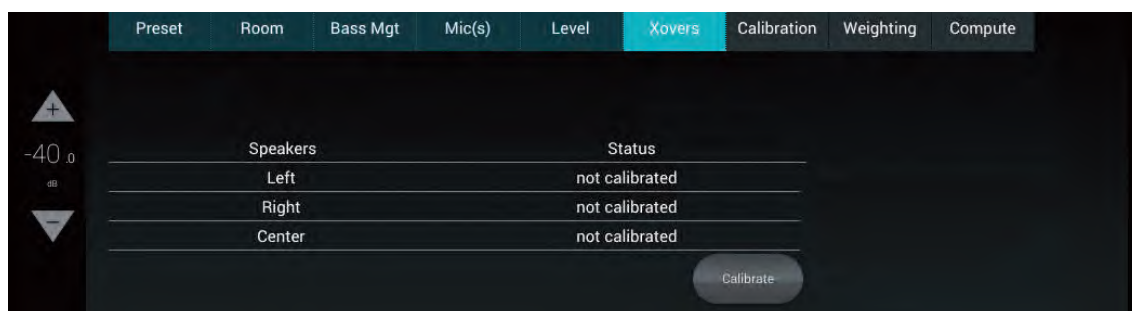 Preset Room Bass Mgt Mic(s) Level Xovers Calibration Weighting Compute
+
-40.0
dB
−
Speakers Status
Left not calibrated
Right not calibrated
Center not calibrated
Calibrate